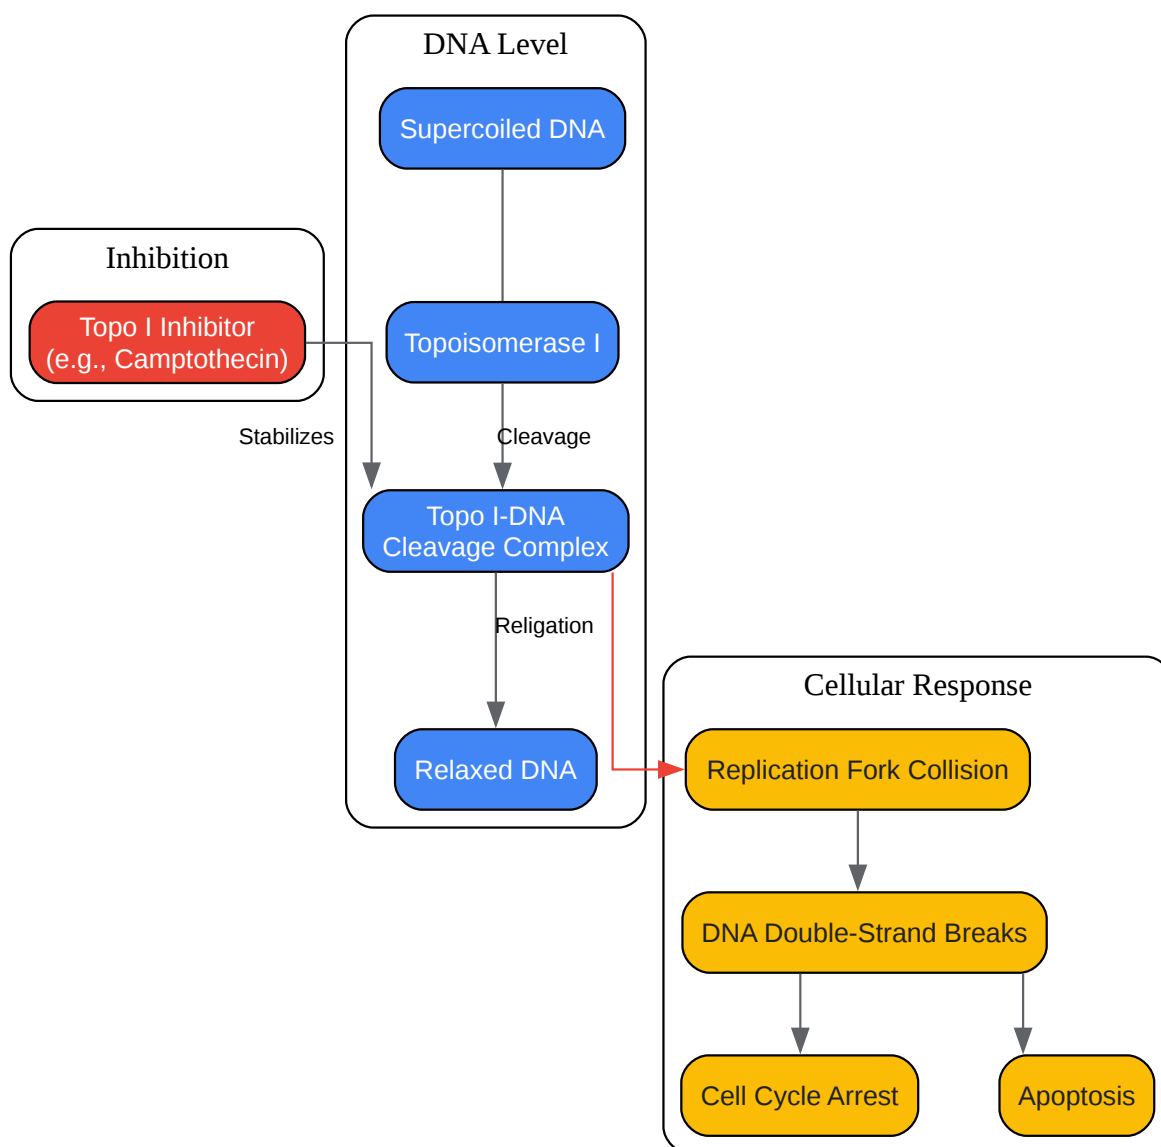 DNA Level
Supercoiled DNA
Inhibition
Topo I Inhibitor
(e.g., Camptothecin)
Topoisomerase I
Stabilizes
Cleavage
Topo I-DNA
Cleavage Complex
Religation
Cellular Response
Relaxed DNA
Replication Fork Collision
DNA Double-Strand Breaks
Cell Cycle Arrest
Apoptosis